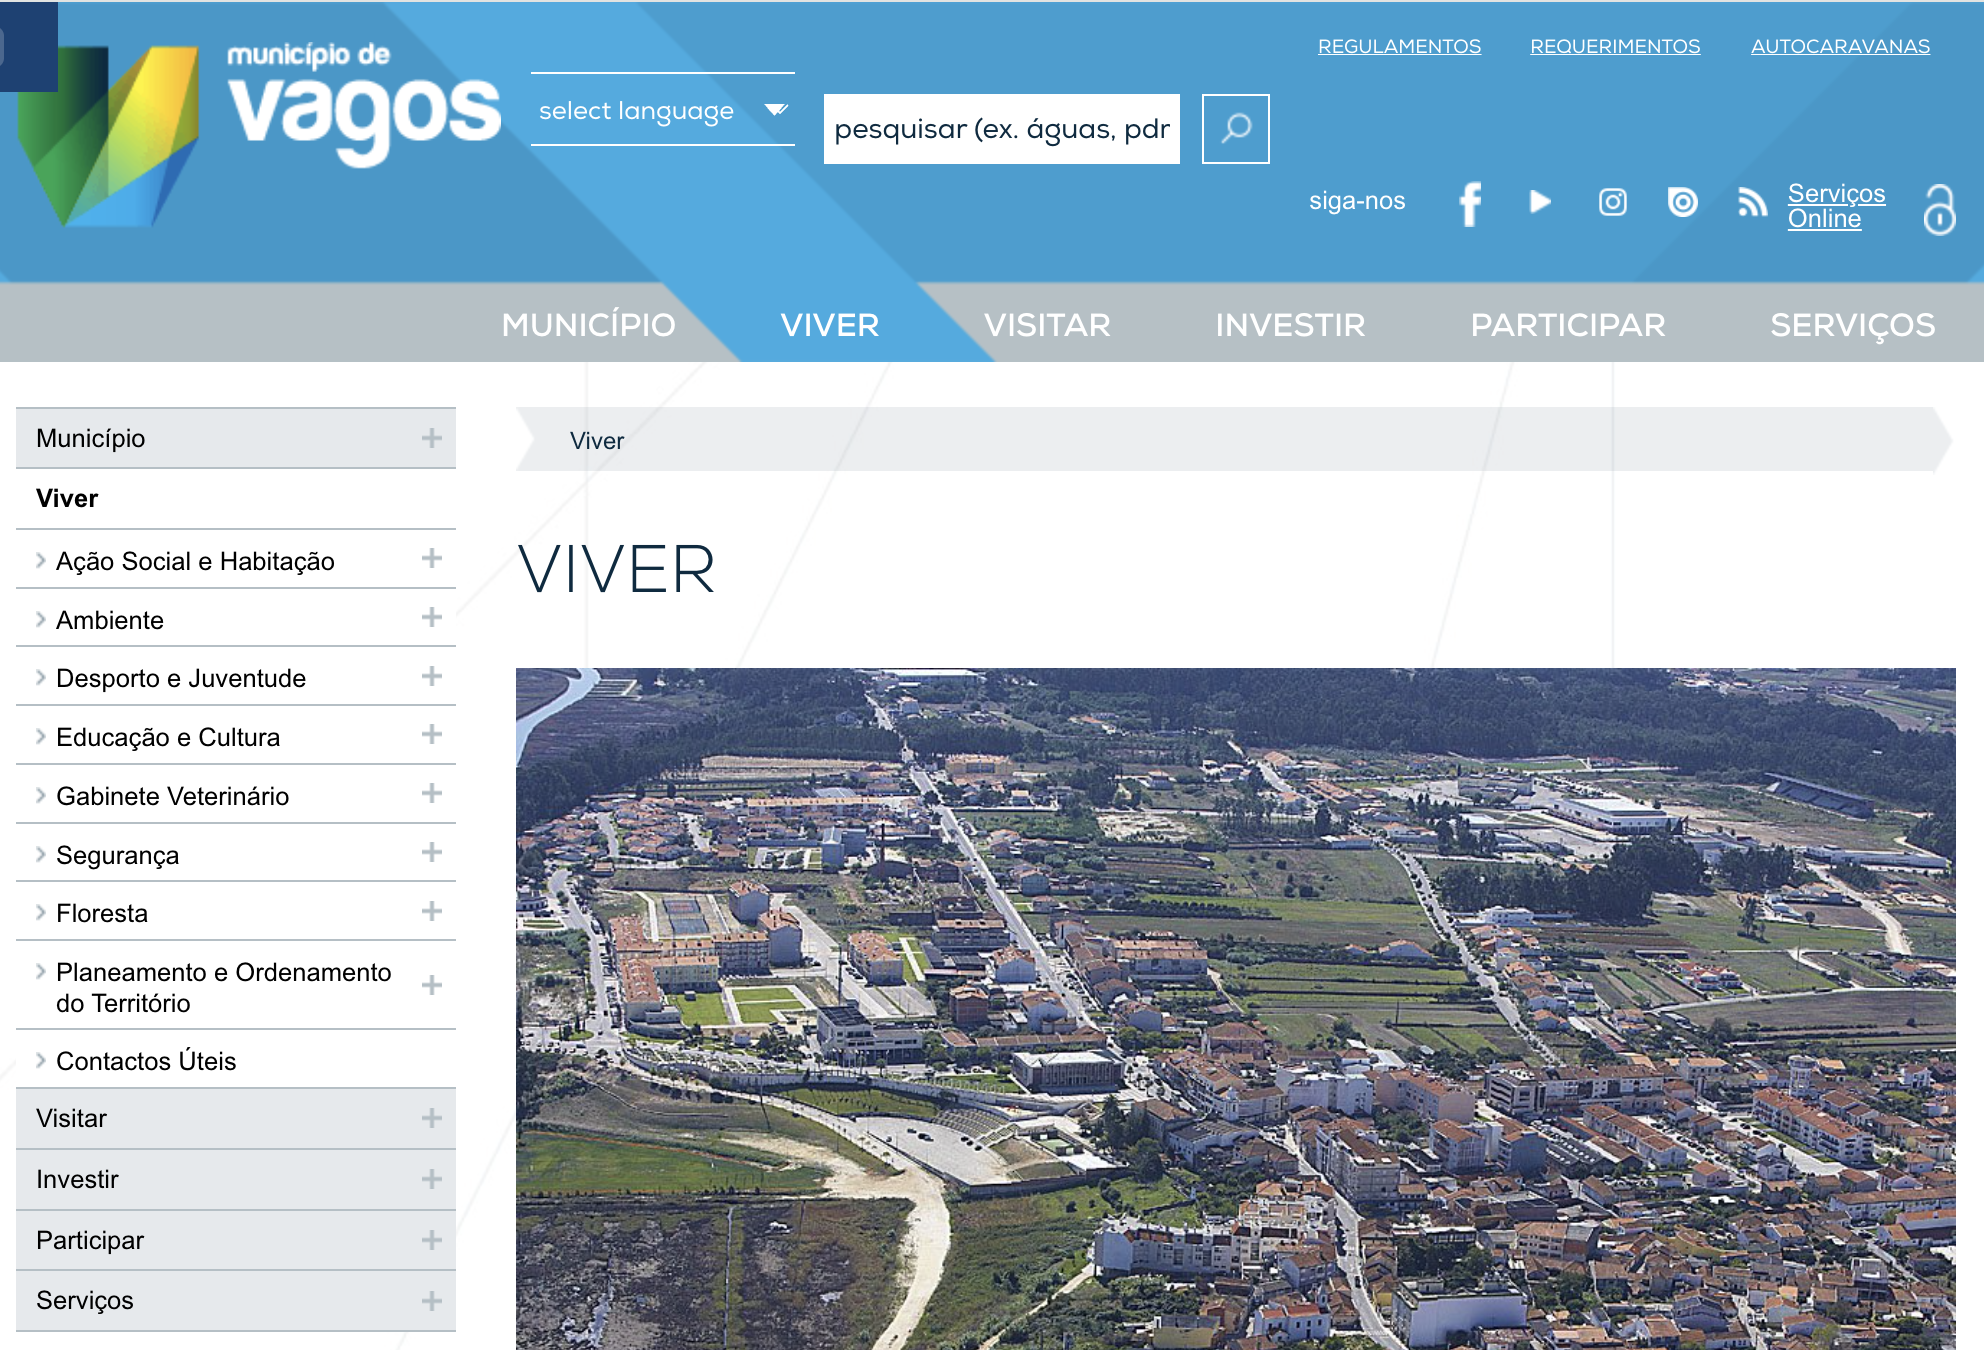 município de
vagos
select language
pesquisar (ex. águas, pdr
REGULAMENTOS
REQUERIMENTOS
AUTOCARAVANAS
siga-nos
Serviços
Online
MUNICÍPIO
VIVER
VISITAR
INVESTIR
PARTICIPAR
SERVIÇOS
Município
Viver
Ação Social e Habitação
Ambiente
Desporto e Juventude
Educação e Cultura
Gabinete Veterinário
Segurança
Floresta
Planeamento e Ordenamento
do Território
Contactos Úteis
Visitar
Investir
Participar
Serviços
Viver
VIVER